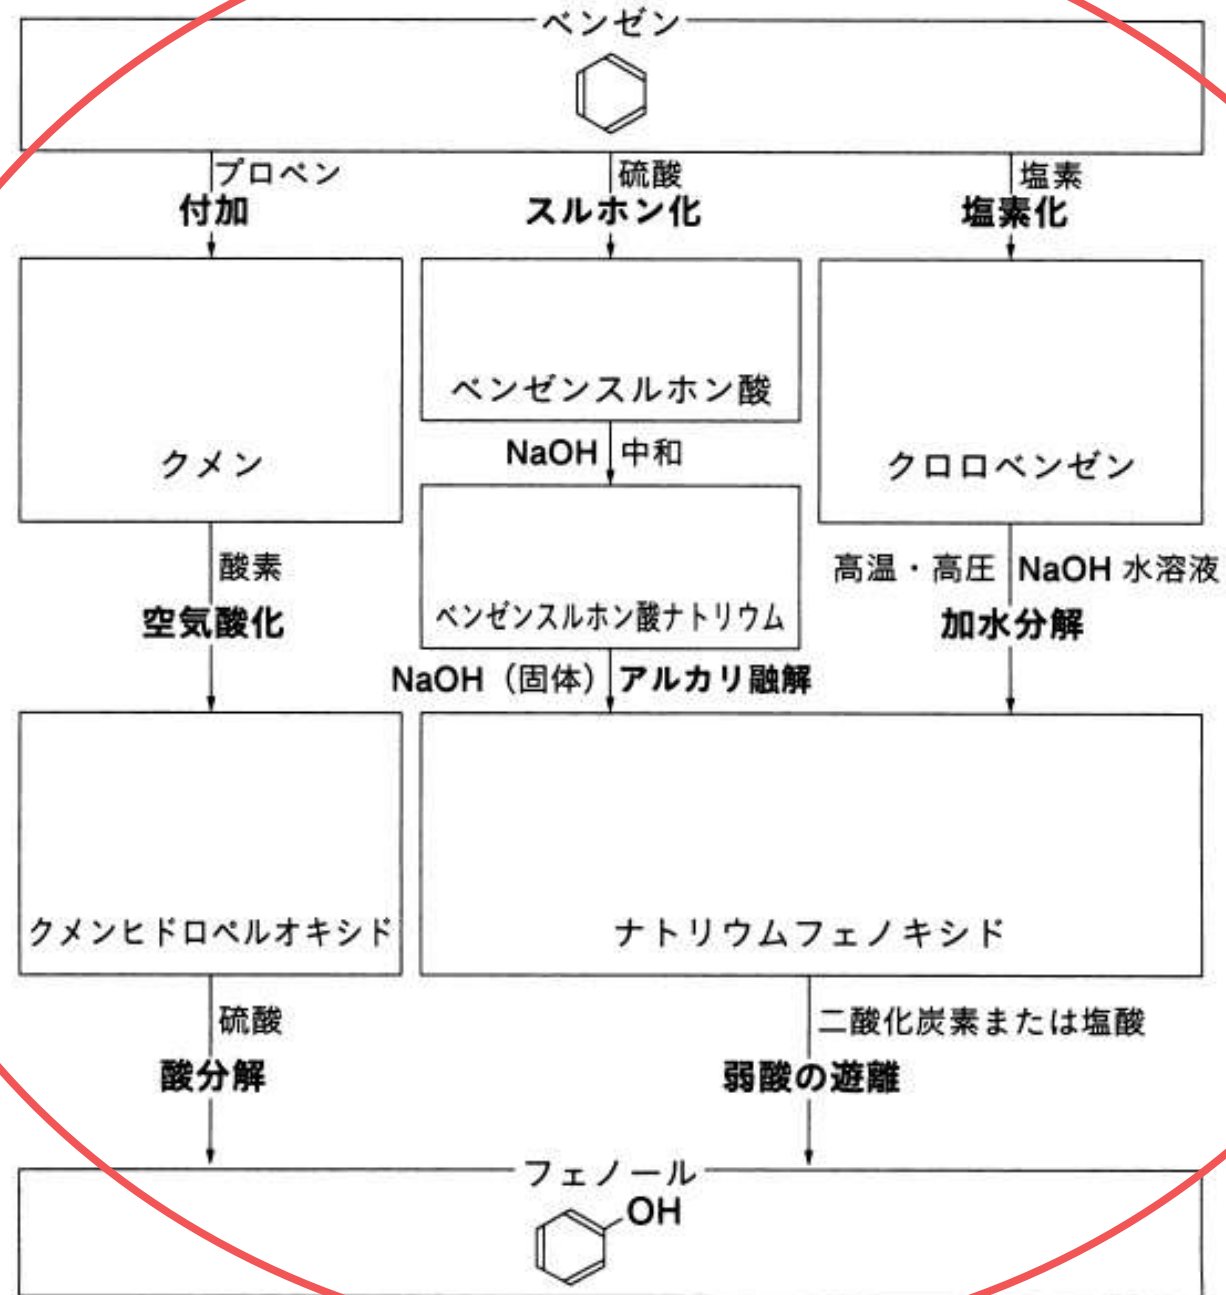 ベンゼン
プロペン
硫酸
塩素
付加
スルホン化
塩素化
ベンゼンスルホン酸
NaOH 中和
クメン
クロロベンゼン
酸素
高温・高圧 NaOH 水溶液
空気酸化
ベンゼンスルホン酸ナトリウム
加水分解
NaOH（固体） アルカリ融解
クメンヒドロペルオキシド
ナトリウムフェノキシド
硫酸
二酸化炭素または塩酸
酸分解
弱酸の遊離
フェノール
OH